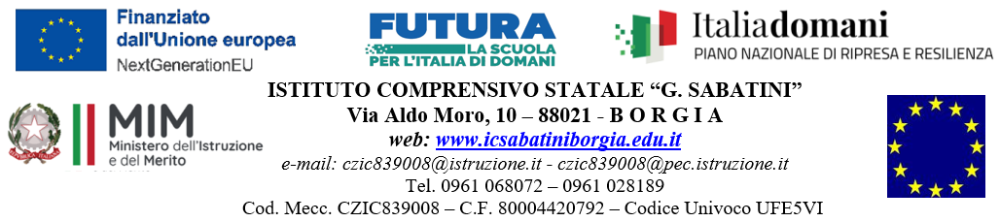 Finanziato
dall'Unione europea
NextGenerationEU
FUTURA
LA SCUOLA
PER L'ITALIA DI DOMANI
Italiadomani
PIANO NAZIONALE DI RIPRESA E RESILIENZA
MIM
Ministero dell'Istruzione
e del Merito
ISTITUTO COMPRENSIVO STATALE “G. SABATINI”
Via Aldo Moro, 10 – 88021 - B O R G I A
web: www.icsabatiniborgia.edu.it
e-mail: czic839008@istruzione.it - czic839008@pec.istruzione.it
Tel. 0961 068072 – 0961 028189
Cod. Mecc. CZIC839008 – C.F. 80004420792 – Codice Univoco UFE5VI